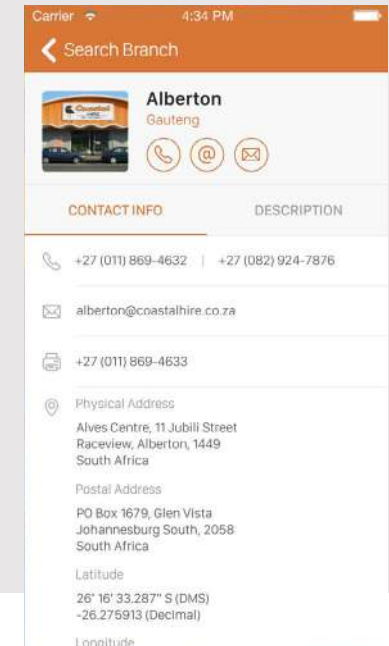 Carrier 4:34 PM
Search Branch
Coastal
HIRE
Alberton
Gauteng
CONTACT INFO DESCRIPTION
+27 (011) 869-4632 | +27 (082) 924-7876
alberton@coastalhire.co.za
+27 (011) 869-4633
Physical Address
Alves Centre, 11 Jubili Street
Raceview, Alberton, 1449
South Africa
Postal Address
PO Box 1679, Glen Vista
Johannesburg South, 2058
South Africa
Latitude
26° 16' 33.287" S (DMS)
-26.275913 (Decimal)
Longitude